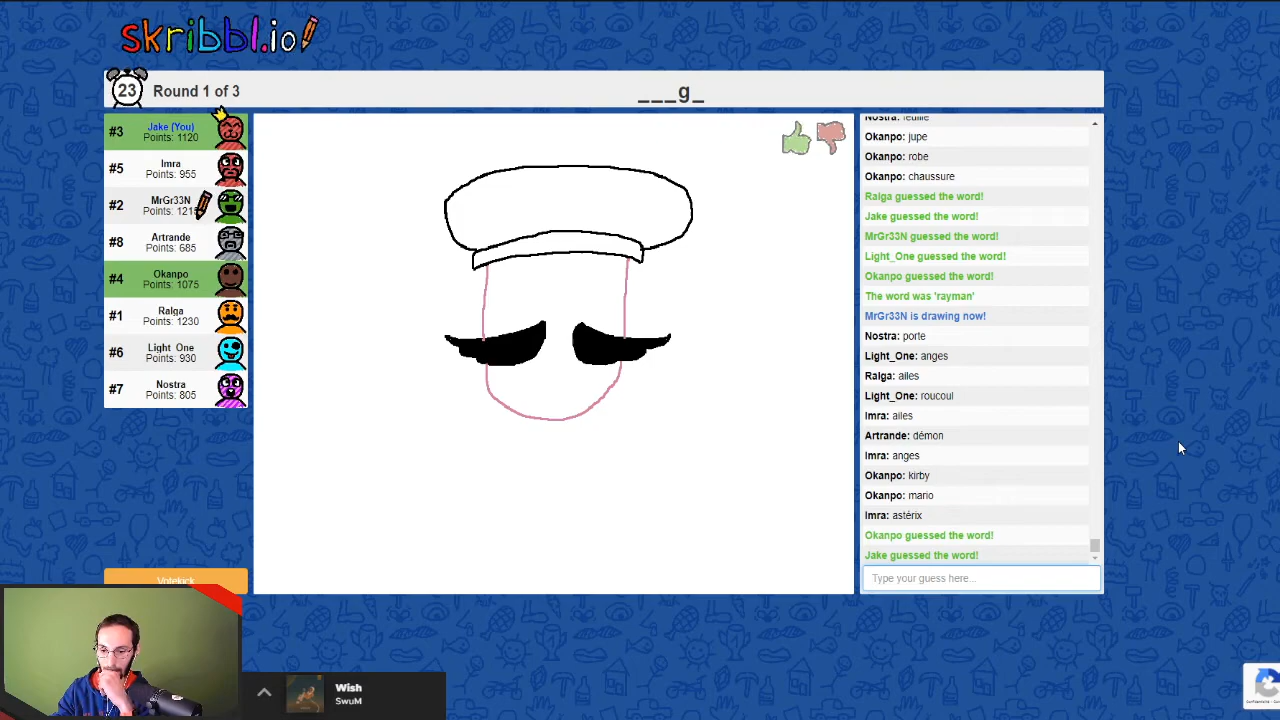 skribbl.io
23
Round 1 of 3
___g_
#3
Jake (You)
Points: 1120
#5
Imra
Points: 955
#2
MrGr33N
Points: 1215
#8
Artrande
Points: 685
#4
Okanpo
Points: 1075
#1
Ralga
Points: 1230
#6
Light_One
Points: 930
#7
Nostra
Points: 805
Votekick
Wish
SwuM
Nostra: feuille
Okanpo: jupe
Okanpo: robe
Okanpo: chaussure
Ralga guessed the word!
Jake guessed the word!
MrGr33N guessed the word!
Light_One guessed the word!
Okanpo guessed the word!
The word was 'rayman'
MrGr33N is drawing now!
Nostra: porte
Light_One: anges
Ralga: ailes
Light_One: roucoul
Imra: ailes
Artrande: démon
Imra: anges
Okanpo: kirby
Okanpo: mario
Imra: astérix
Okanpo guessed the word!
Jake guessed the word!
Type your guess here...